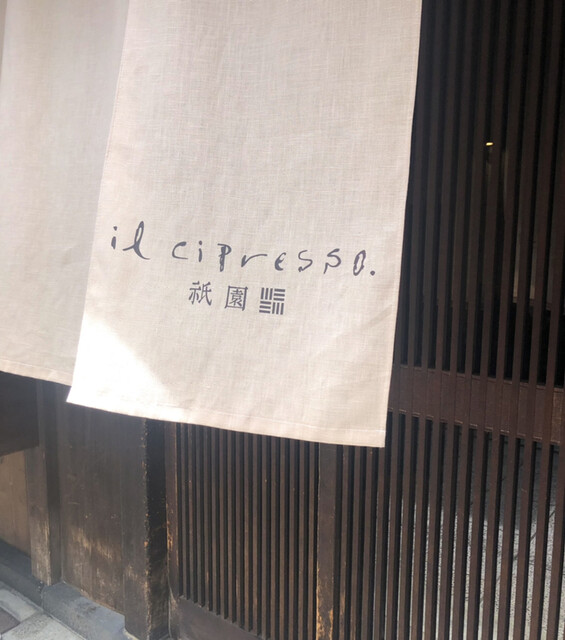 il cipresso.
祇園